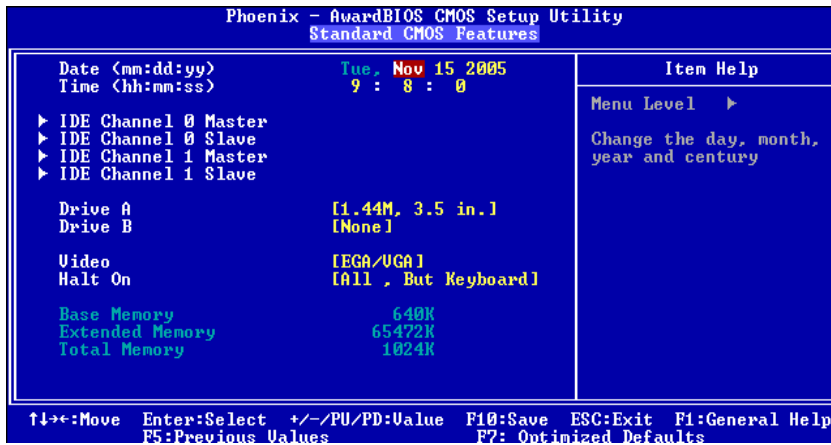 Phoenix - AwardBIOS CMOS Setup Utility
Standard CMOS Features
Date (mm:dd:yy) Tue, Nov 15 2005
Time (hh:mm:ss) 9 : 8 : 0
IDE Channel 0 Master
IDE Channel 0 Slave
IDE Channel 1 Master
IDE Channel 1 Slave
Drive A [1.44M, 3.5 in.]
Drive B [None]
Video [EGA/VGA]
Halt On [All , But Keyboard]
Base Memory 640K
Extended Memory 65472K
Total Memory 1024K
Item Help
Menu Level
Change the day, month,
year and century
↑↓→←:Move Enter:Select +/-/PU/PD:Value F10:Save ESC:Exit F1:General Help
F5:Previous Values F7: Optimized Defaults